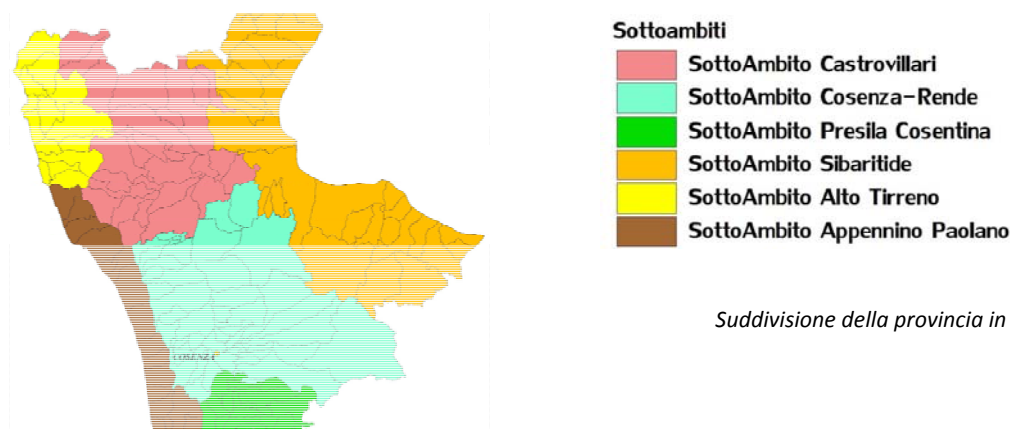 Sottoambiti
SottoAmbito Castrovillari
SottoAmbito Cosenza-Rende
SottoAmbito Presila Cosentina
SottoAmbito Sibaritide
SottoAmbito Alto Tirreno
SottoAmbito Appennino Paolano
Suddivisione della provincia in
COSENZA